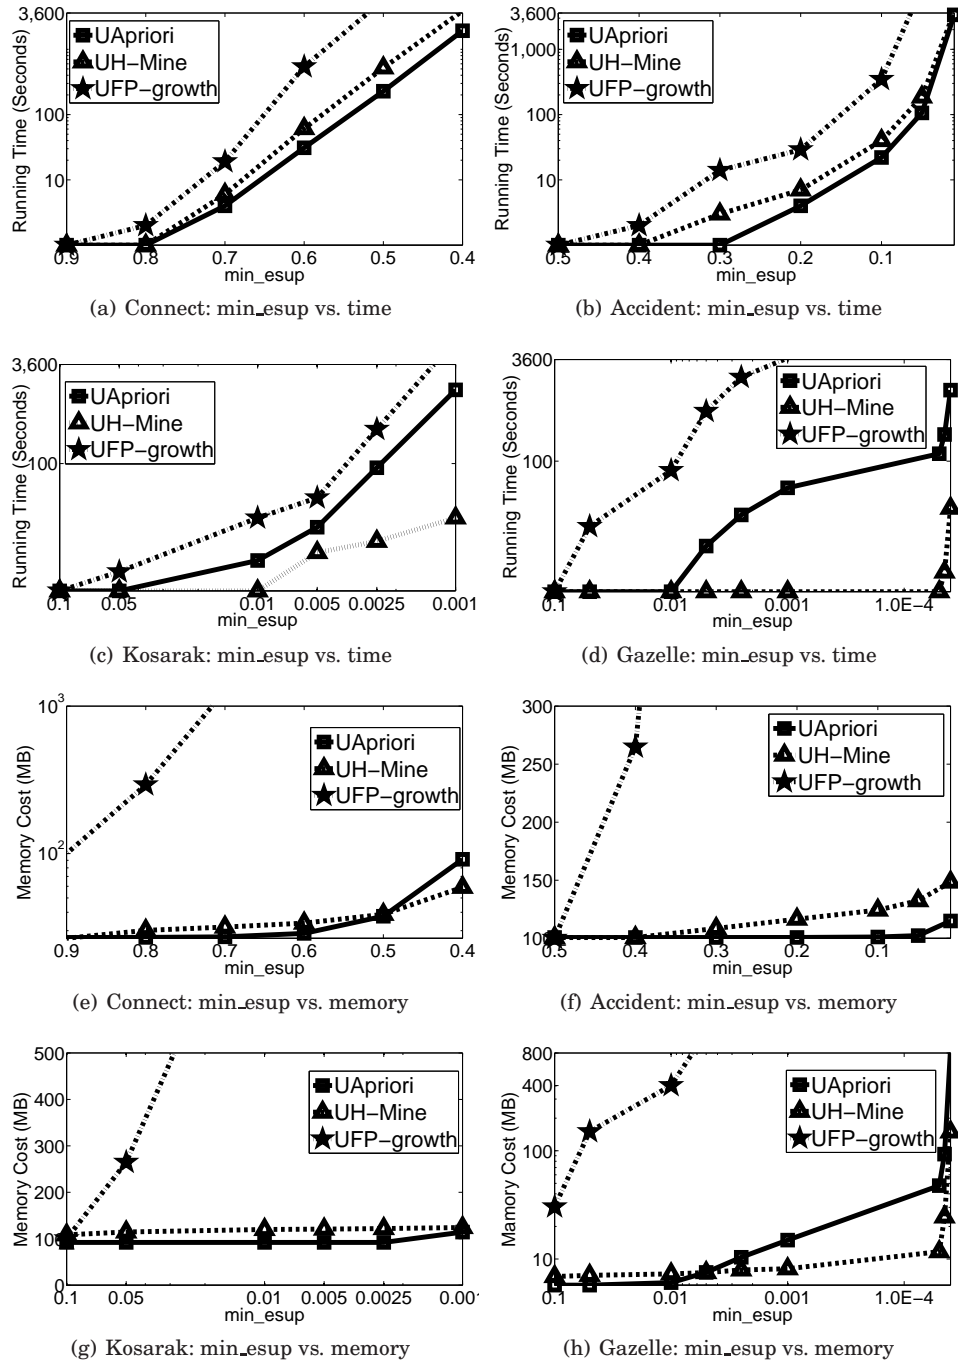 3,600
1,000
100
10
Running Time (Seconds)
UApriori
UH-Mine
UFP-growth
0.9 0.8 0.7 0.6 0.5 0.4
min_esup
(a) Connect: min_esup vs. time
3,600
100
10
Running Time (Seconds)
UApriori
UH-Mine
UFP-growth
0.5 0.4 0.3 0.2 0.1
min_esup
(b) Accident: min_esup vs. time
3,600
100
Running Time (Seconds)
UApriori
UH-Mine
UFP-growth
0.1 0.05 0.01 0.005 0.0025 0.001
min_esup
(c) Kosarak: min_esup vs. time
3600
100
Running Time (Seconds)
UApriori
UH-Mine
UFP-growth
0.1 0.01 0.001 1.0E-4
min_esup
(d) Gazelle: min_esup vs. time
10^3
10^2
Memory Cost (MB)
UApriori
UH-Mine
UFP-growth
0.9 0.8 0.7 0.6 0.5 0.4
min_esup
(e) Connect: min_esup vs. memory
300
250
200
150
100
Memory Cost (MB)
UApriori
UH-Mine
UFP-growth
0.5 0.4 0.3 0.2 0.1
min_esup
(f) Accident: min_esup vs. memory
500
400
300
200
100
0
Memory Cost (MB)
UApriori
UH-Mine
UFP-growth
0.1 0.05 0.01 0.005 0.0025 0.00
min_esup
(g) Kosarak: min_esup vs. memory
800
400
100
10
Mamory Cost (MB)
UApriori
UH-Mine
UFP-growth
0.1 0.01 0.001 1.0E-4
min_esup
(h) Gazelle: min_esup vs. memory